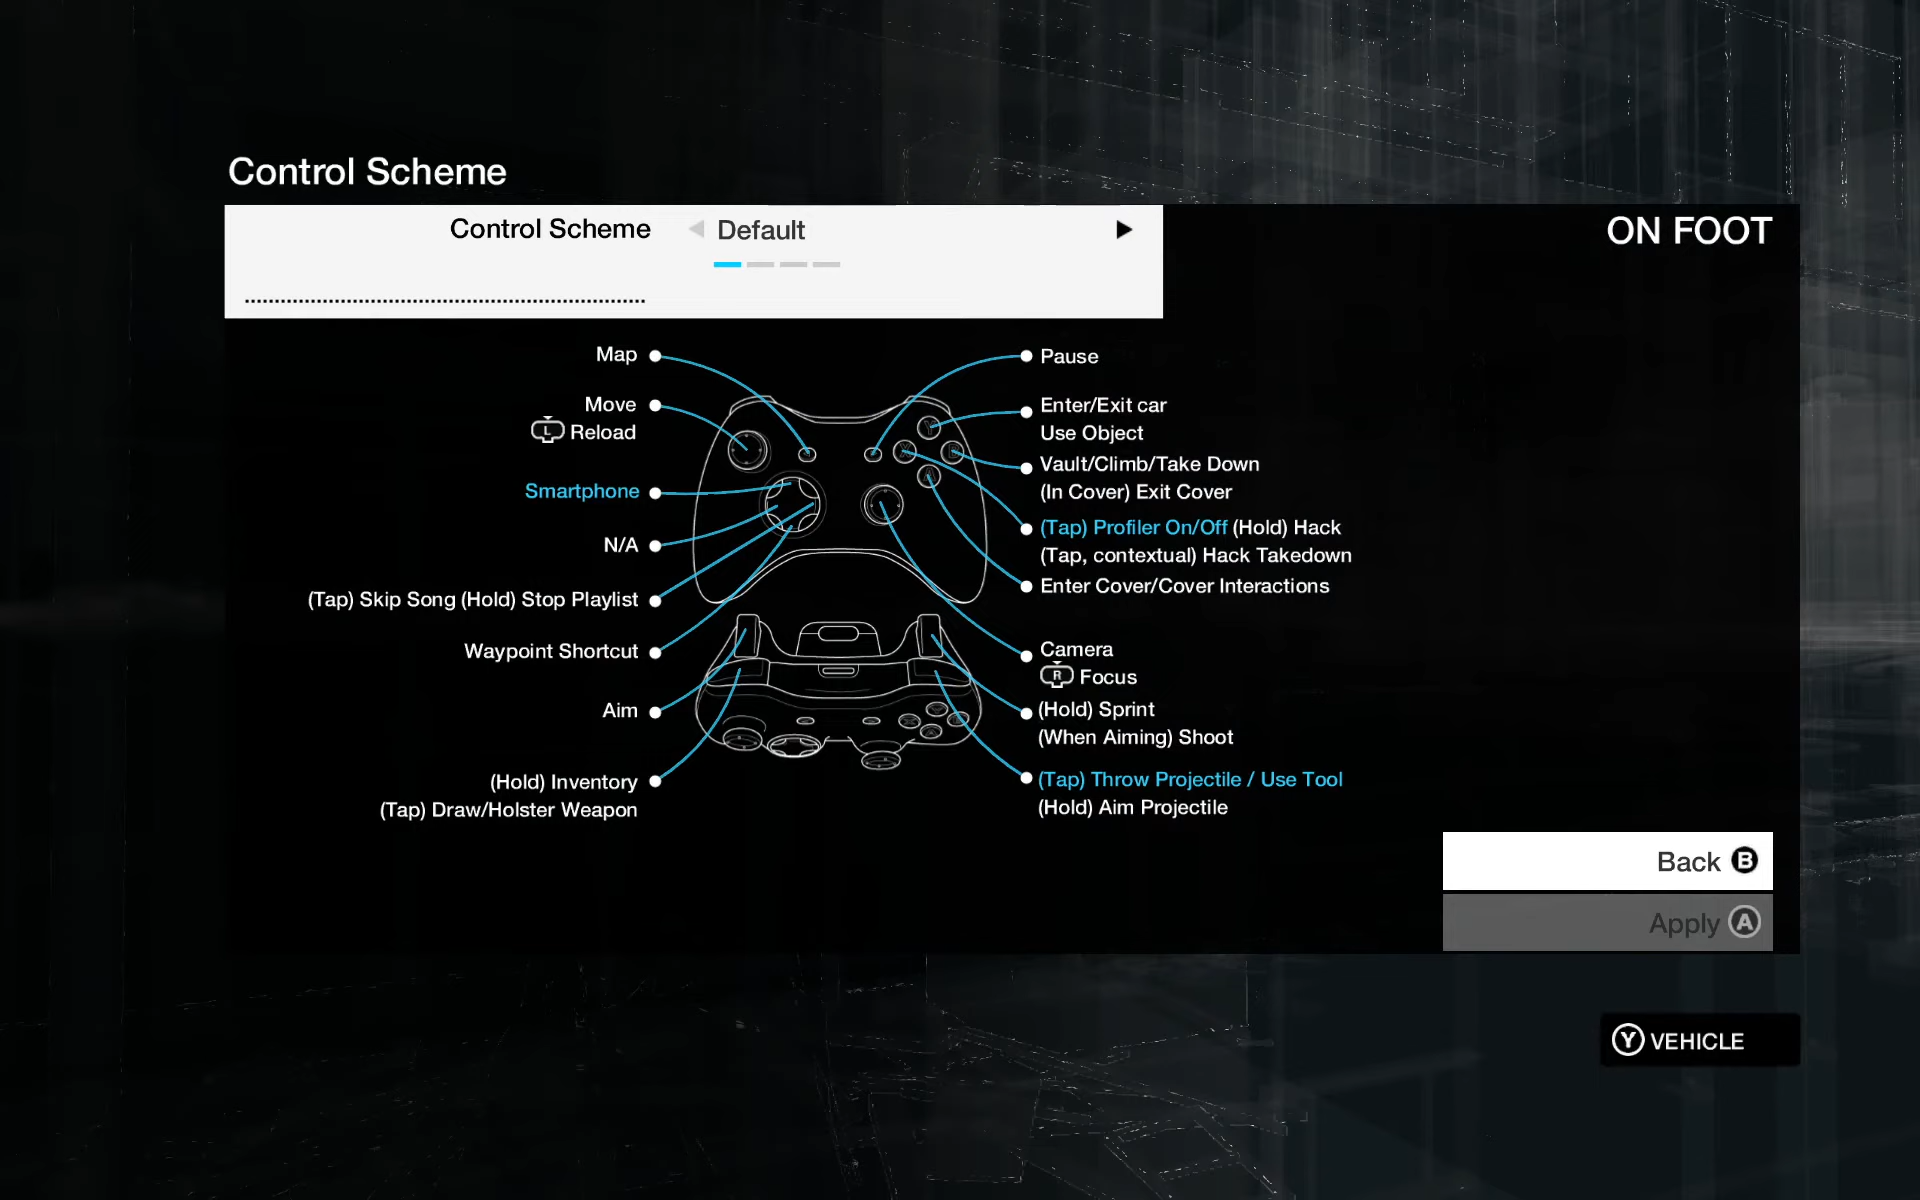 Control Scheme
Control Scheme Default
ON FOOT
Map
Move
L Reload
Smartphone
N/A
(Tap) Skip Song (Hold) Stop Playlist
Waypoint Shortcut
Aim
(Hold) Inventory
(Tap) Draw/Holster Weapon
Pause
Enter/Exit car
Use Object
Vault/Climb/Take Down
(In Cover) Exit Cover
(Tap) Profiler On/Off (Hold) Hack
(Tap, contextual) Hack Takedown
Enter Cover/Cover Interactions
Camera
R Focus
(Hold) Sprint
(When Aiming) Shoot
(Tap) Throw Projectile / Use Tool
(Hold) Aim Projectile
Y
X
B
A
Back B
Apply A
Y VEHICLE